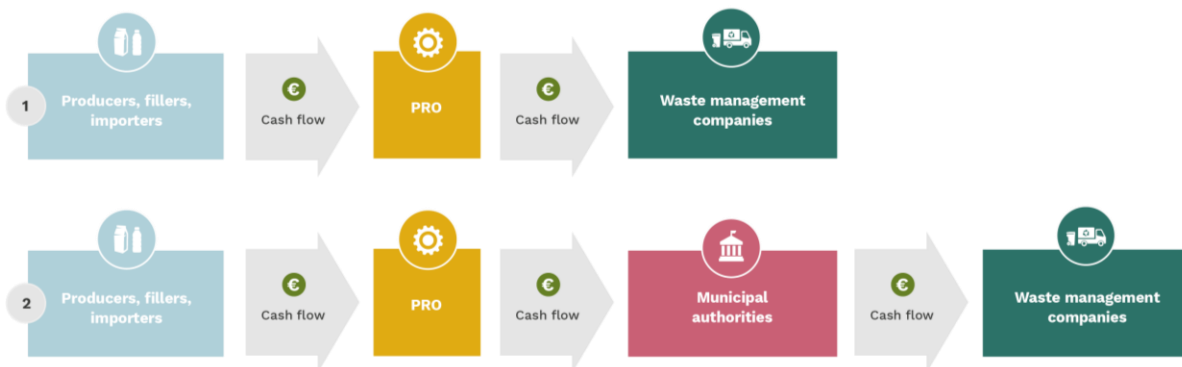 1
Producers, fillers,
importers
€
Cash flow
PRO
€
Cash flow
Waste management
companies
2
Producers, fillers,
importers
€
Cash flow
PRO
€
Cash flow
Municipal
authorities
€
Cash flow
Waste management
companies